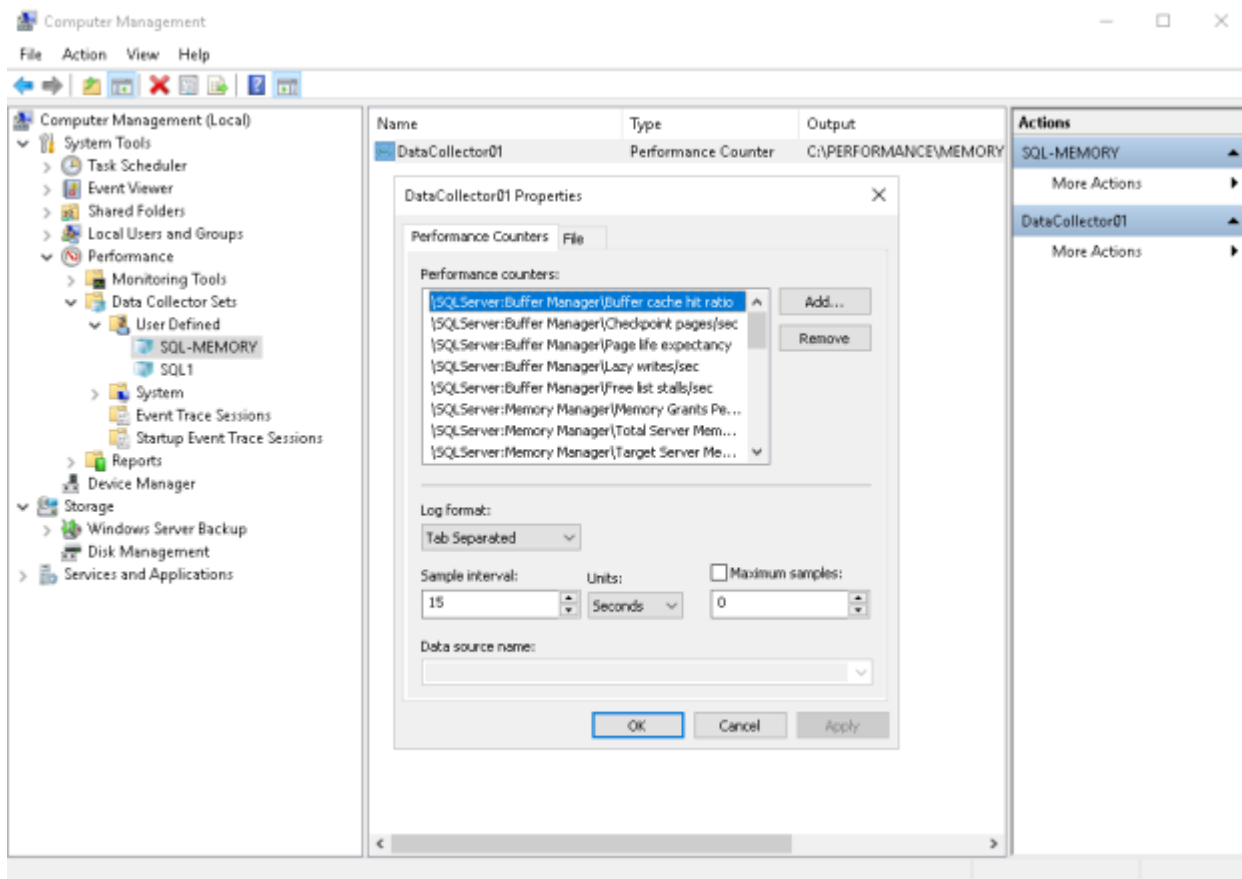 Computer Management
File Action View Help
Computer Management (Local)
System Tools
Task Scheduler
Event Viewer
Shared Folders
Local Users and Groups
Performance
Monitoring Tools
Data Collector Sets
User Defined
SQL-MEMORY
SQL1
System
Event Trace Sessions
Startup Event Trace Sessions
Reports
Device Manager
Storage
Windows Server Backup
Disk Management
Services and Applications
Name Type Output
DataCollector01 Performance Counter C:\PERFORMANCE\MEMORY
DataCollector01 Properties
Performance Counters File
Performance counters:
\SQLServer:Buffer Manager\Buffer cache hit ratio
\SQLServer:Buffer Manager\Checkpoint pages/sec
\SQLServer:Buffer Manager\Page life expectancy
\SQLServer:Buffer Manager\Lazy writes/sec
\SQLServer:Buffer Manager\Free list stalls/sec
\SQLServer:Memory Manager\Memory Grants Pe...
\SQLServer:Memory Manager\Total Server Mem...
\SQLServer:Memory Manager\Target Server Me...
Add...
Remove
Log format:
Tab Separated
Sample interval: Units: Maximum samples:
15 Seconds 0
Data source name:
OK Cancel Apply
Actions
SQL-MEMORY
More Actions
DataCollector01
More Actions